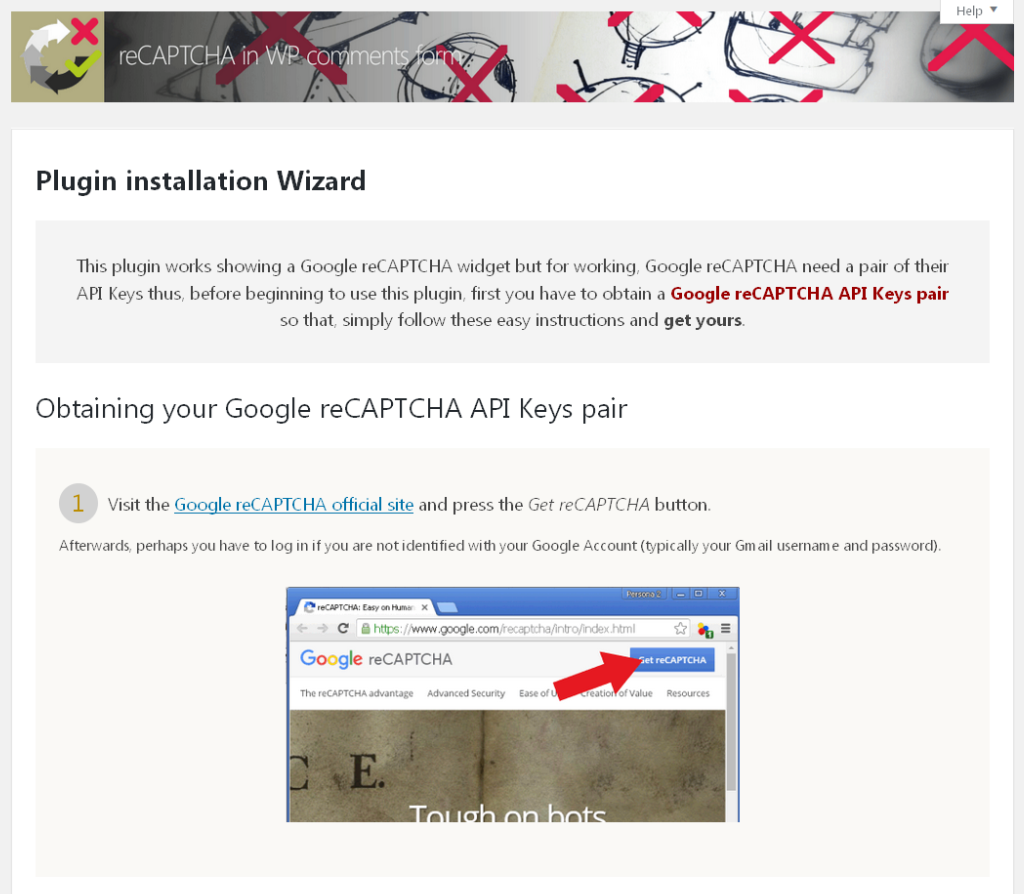 Help
reCAPTCHA in WP comments form
Plugin installation Wizard
This plugin works showing a Google reCAPTCHA widget but for working, Google reCAPTCHA need a pair of their
API Keys thus, before beginning to use this plugin, first you have to obtain a Google reCAPTCHA API Keys pair
so that, simply follow these easy instructions and get yours.
Obtaining your Google reCAPTCHA API Keys pair
1 Visit the Google reCAPTCHA official site and press the Get reCAPTCHA button.
Afterwards, perhaps you have to log in if you are not identified with your Google Account (typically your Gmail username and password).
Persona 2
reCAPTCHA: Easy on Human
https://www.google.com/recaptcha/intro/index.html
Google reCAPTCHA
Get reCAPTCHA
The reCAPTCHA advantage Advanced Security Ease of Creation of Value Resources
C E.
Tough on bots